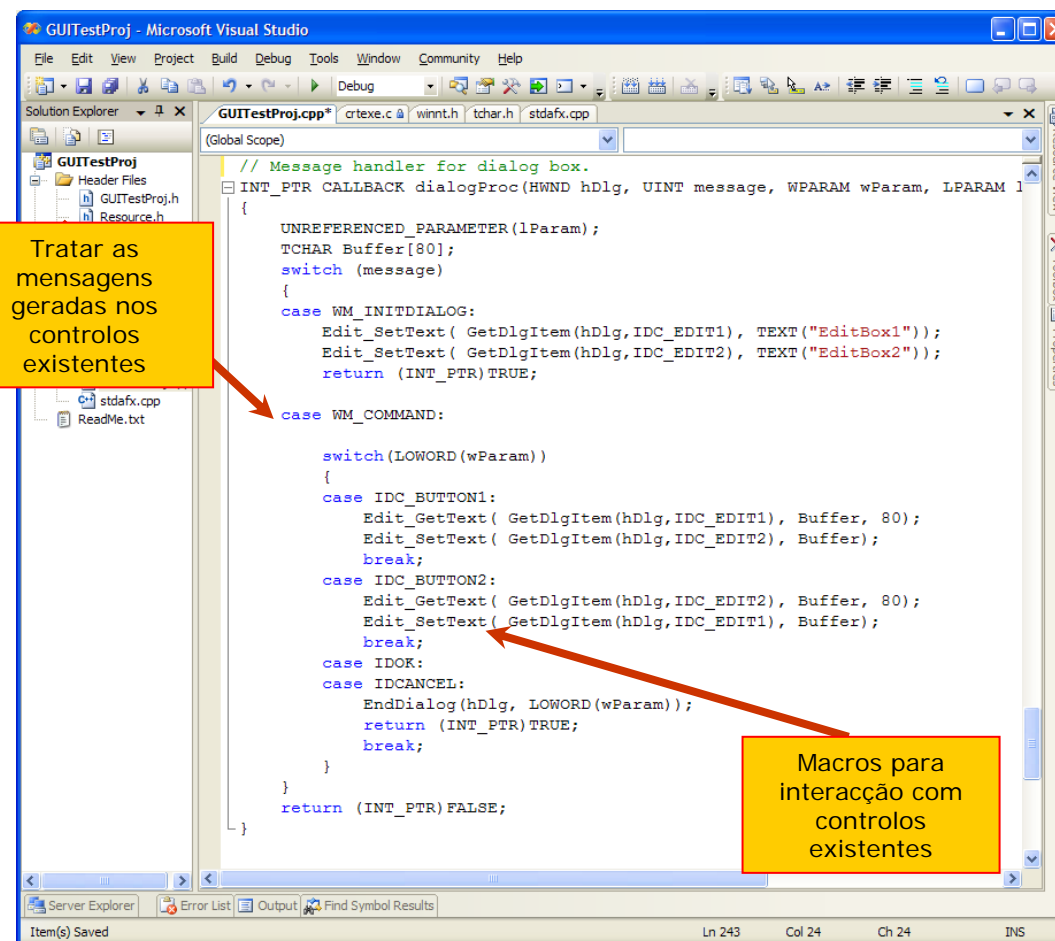 GUITestProj - Microsoft Visual Studio
File Edit View Project Build Debug Tools Window Community Help
Debug
Solution Explorer
GUITestProj.cpp* crtexe.c winnt.h tchar.h stdafx.cpp
(Global Scope)
GUITestProj
Header Files
GUITestProj.h
Resource.h
stdafx.cpp
ReadMe.txt
Tratar as
mensagens
geradas nos
controlos
existentes
// Message handler for dialog box.
INT_PTR CALLBACK dialogProc(HWND hDlg, UINT message, WPARAM wParam, LPARAM l
{
UNREFERENCED_PARAMETER(lParam);
TCHAR Buffer[80];
switch (message)
{
case WM_INITDIALOG:
Edit_SetText( GetDlgItem(hDlg,IDC_EDIT1), TEXT("EditBox1"));
Edit_SetText( GetDlgItem(hDlg,IDC_EDIT2), TEXT("EditBox2"));
return (INT_PTR)TRUE;
case WM_COMMAND:
switch(LOWORD(wParam))
{
case IDC_BUTTON1:
Edit_GetText( GetDlgItem(hDlg,IDC_EDIT1), Buffer, 80);
Edit_SetText( GetDlgItem(hDlg,IDC_EDIT2), Buffer);
break;
case IDC_BUTTON2:
Edit_GetText( GetDlgItem(hDlg,IDC_EDIT2), Buffer, 80);
Edit_SetText( GetDlgItem(hDlg,IDC_EDIT1), Buffer);
break;
case IDOK:
case IDCANCEL:
EndDialog(hDlg, LOWORD(wParam));
return (INT_PTR)TRUE;
break;
}
}
return (INT_PTR)FALSE;
}
Macros para
interacção com
controlos
existentes
Server Explorer Error List Output Find Symbol Results
Item(s) Saved Ln 243 Col 24 Ch 24 INS